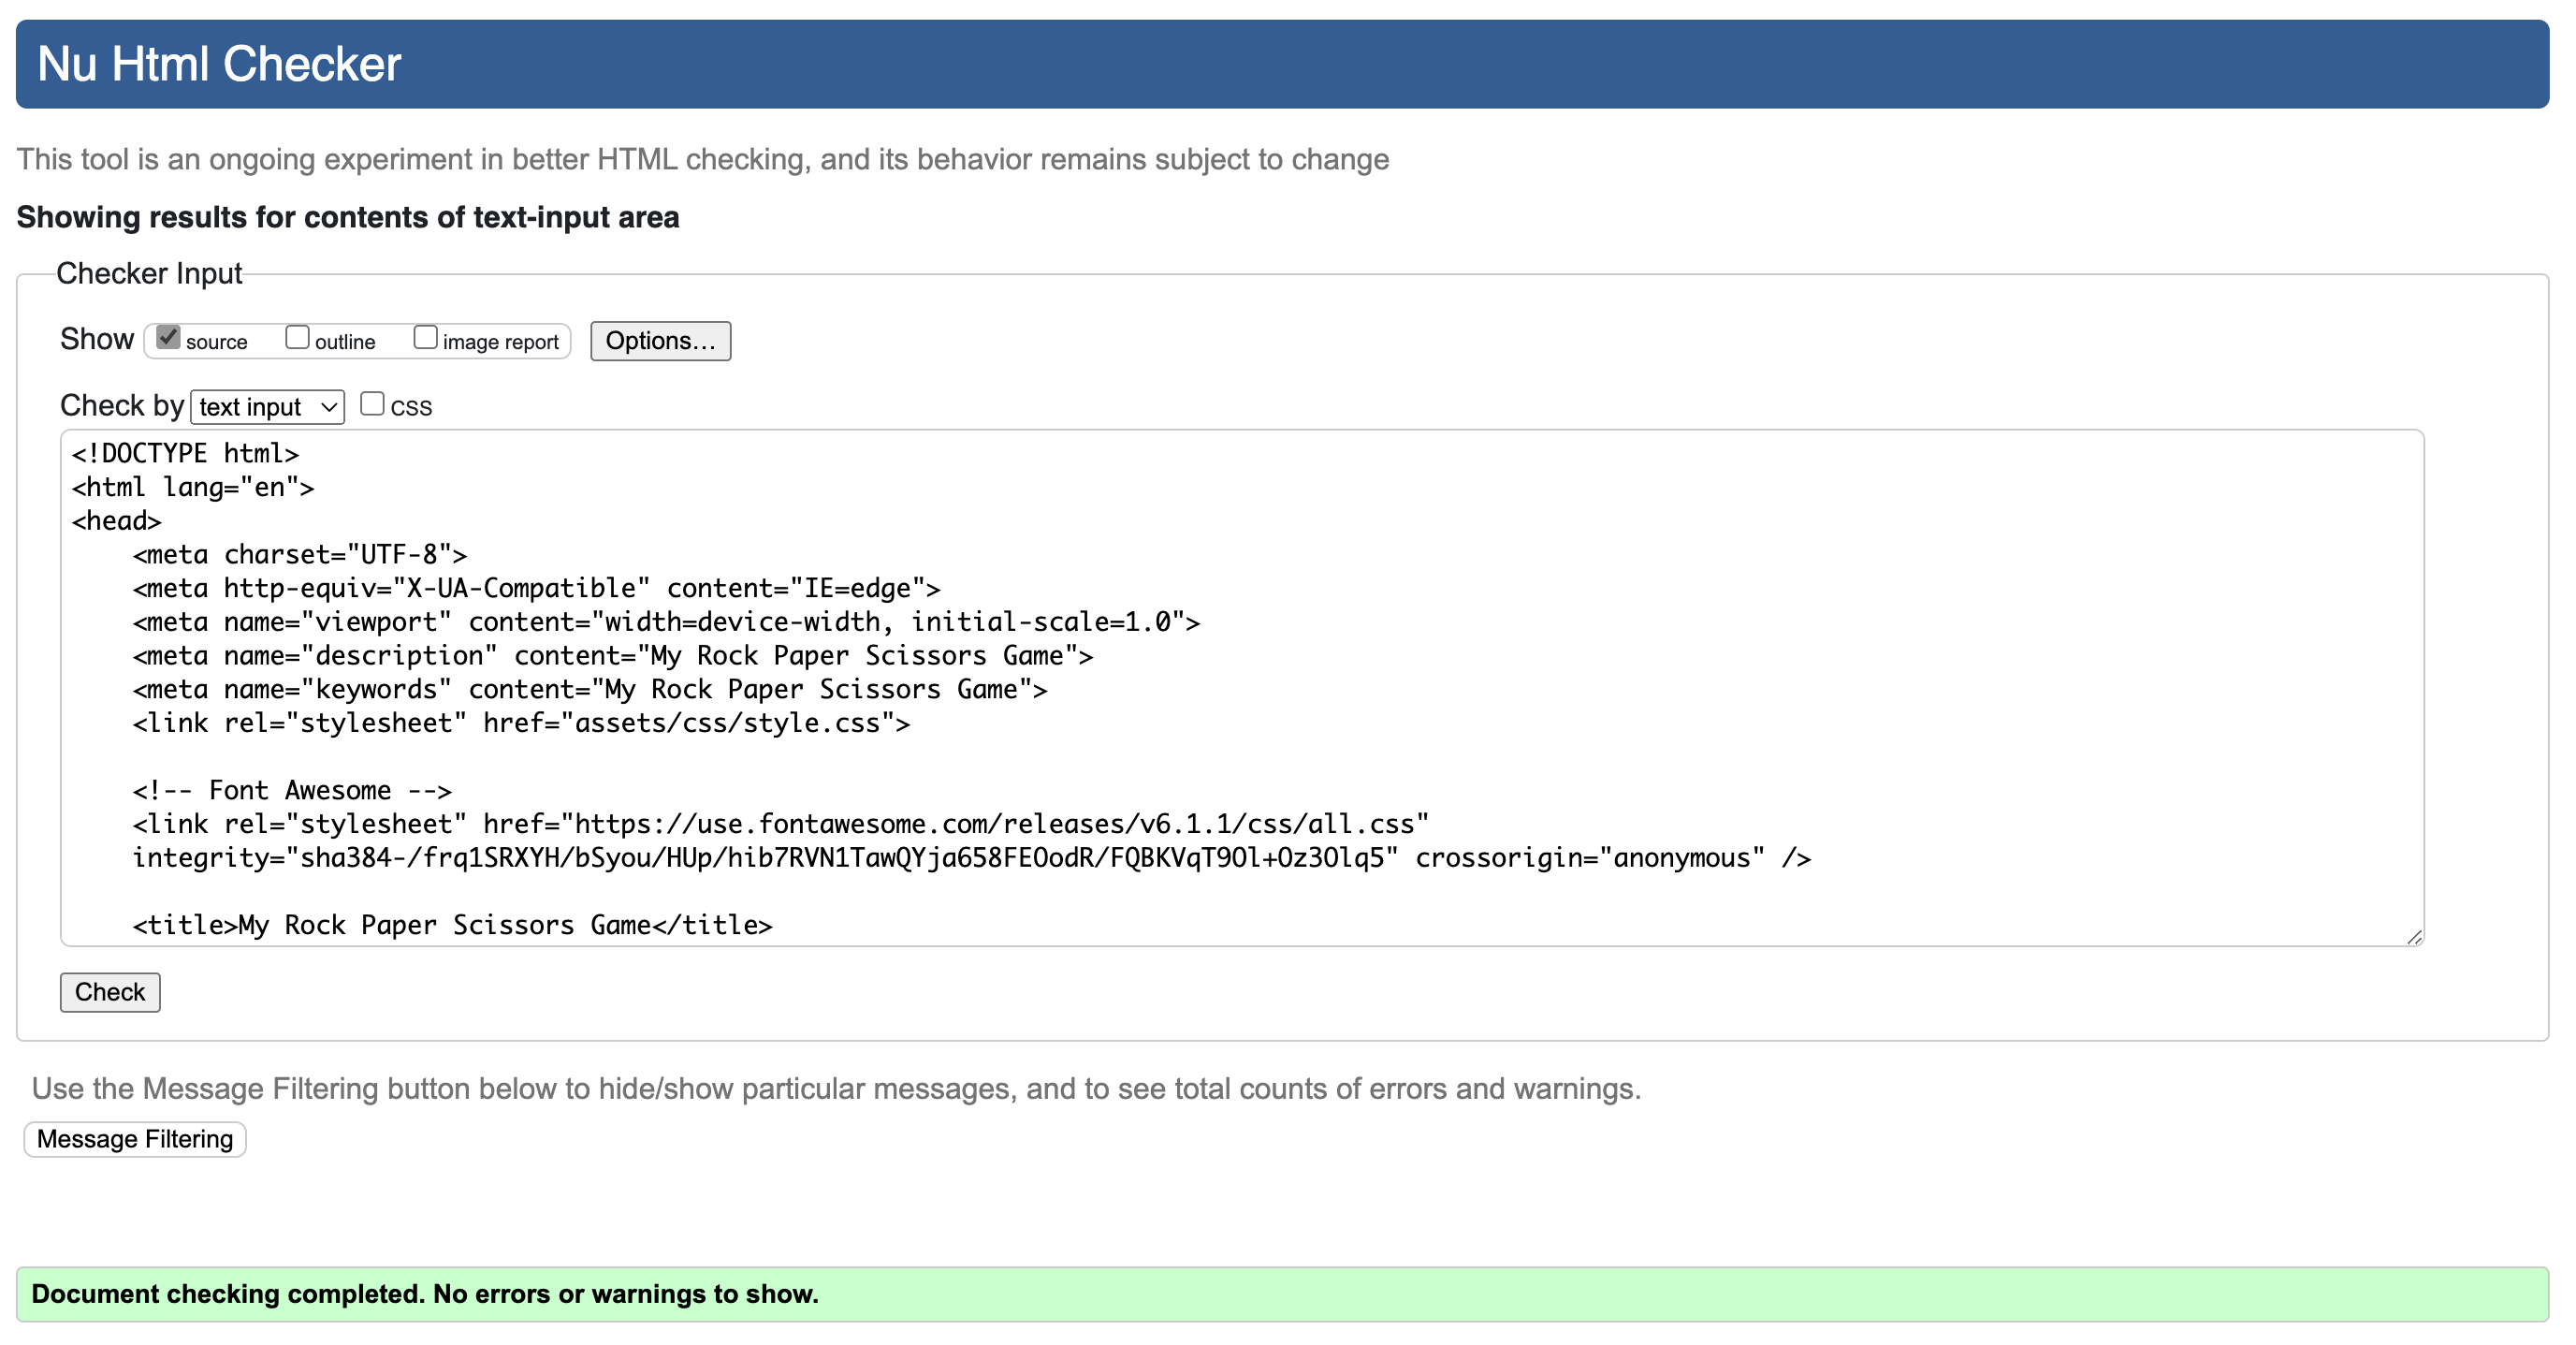 Nu Html Checker
This tool is an ongoing experiment in better HTML checking, and its behavior remains subject to change
Showing results for contents of text-input area
Checker Input
Show source outline image report Options...
Check by text input CSS
<!DOCTYPE html>
<html lang="en">
<head>
<meta charset="UTF-8">
<meta http-equiv="X-UA-Compatible" content="IE=edge">
<meta name="viewport" content="width=device-width, initial-scale=1.0">
<meta name="description" content="My Rock Paper Scissors Game">
<meta name="keywords" content="My Rock Paper Scissors Game">
<link rel="stylesheet" href="assets/css/style.css">
<!-- Font Awesome -->
<link rel="stylesheet" href="https://use.fontawesome.com/releases/v6.1.1/css/all.css"
integrity="sha384-/frq1SRXYH/bSyou/HUp/hib7RVN1TawQYja658FEOodR/FQBKVqT9Ol+Oz3Olq5" crossorigin="anonymous" />
<title>My Rock Paper Scissors Game</title>
Check
Use the Message Filtering button below to hide/show particular messages, and to see total counts of errors and warnings.
Message Filtering
Document checking completed. No errors or warnings to show.